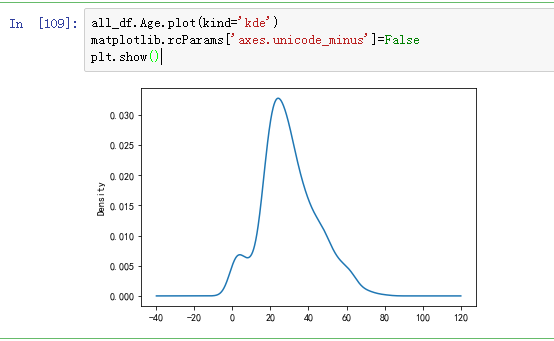 In [109]:
all_df.Age.plot(kind='kde')
matplotlib.rcParams['axes.unicode_minus']=False
plt.show()
0.030
0.025
0.020
0.015
0.010
0.005
0.000
Density
-40 -20 0 20 40 60 80 100 120